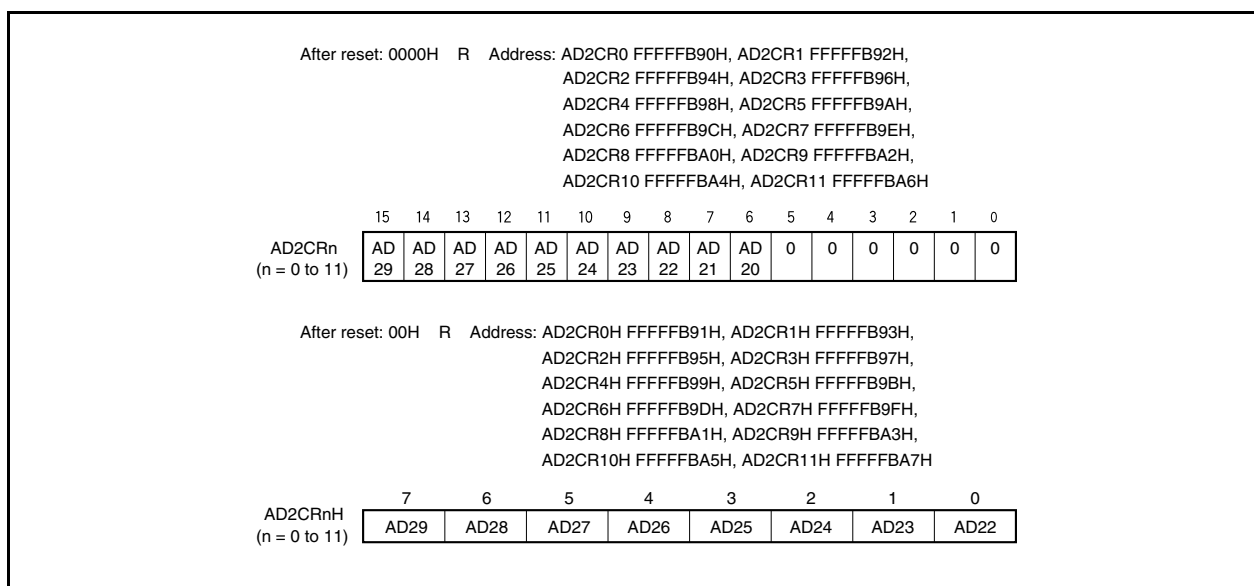 After reset: 0000H R Address: AD2CR0 FFFFFB90H, AD2CR1 FFFFFB92H,
AD2CR2 FFFFFB94H, AD2CR3 FFFFFB96H,
AD2CR4 FFFFFB98H, AD2CR5 FFFFFB9AH,
AD2CR6 FFFFFB9CH, AD2CR7 FFFFFB9EH,
AD2CR8 FFFFFBA0H, AD2CR9 FFFFFBA2H,
AD2CR10 FFFFFBA4H, AD2CR11 FFFFFBA6H
15 14 13 12 11 10 9 8 7 6 5 4 3 2 1 0
AD2CRn AD AD AD AD AD AD AD AD AD AD 0 0 0 0 0 0
(n = 0 to 11) 29 28 27 26 25 24 23 22 21 20
After reset: 00H R Address: AD2CR0H FFFFFB91H, AD2CR1H FFFFFB93H,
AD2CR2H FFFFFB95H, AD2CR3H FFFFFB97H,
AD2CR4H FFFFFB99H, AD2CR5H FFFFFB9BH,
AD2CR6H FFFFFB9DH, AD2CR7H FFFFFB9FH,
AD2CR8H FFFFFBA1H, AD2CR9H FFFFFBA3H,
AD2CR10H FFFFFBA5H, AD2CR11H FFFFFBA7H
7 6 5 4 3 2 1 0
AD2CRnH AD29 AD28 AD27 AD26 AD25 AD24 AD23 AD22
(n = 0 to 11)